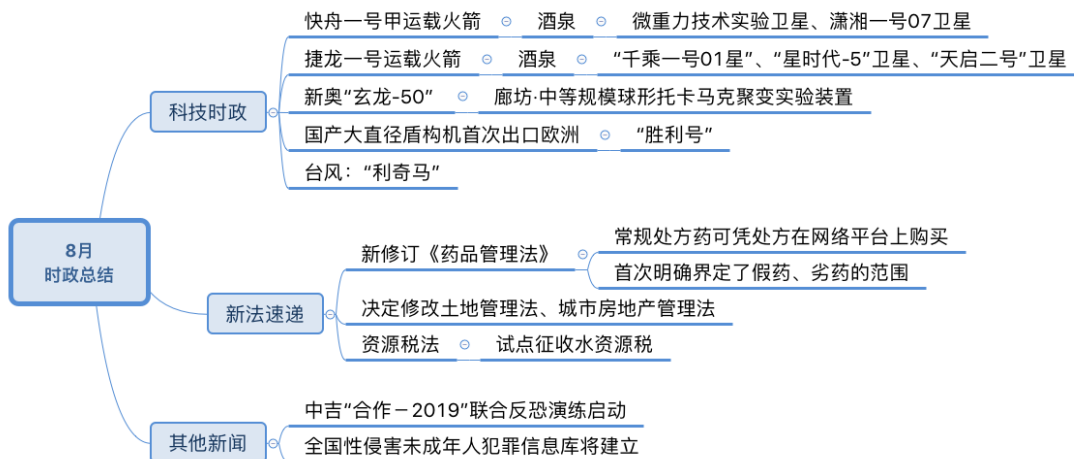 8月
时政总结
科技时政
快舟一号甲运载火箭
酒泉
微重力技术实验卫星、潇湘一号07卫星
捷龙一号运载火箭
酒泉
“千乘一号01星”、“星时代-5”卫星、“天启二号”卫星
新奥“玄龙-50”
廊坊·中等规模球形托卡马克聚变实验装置
国产大直径盾构机首次出口欧洲
“胜利号”
台风：“利奇马”
新法速递
新修订《药品管理法》
常规处方药可凭处方在网络平台上购买
首次明确界定了假药、劣药的范围
决定修改土地管理法、城市房地产管理法
资源税法
试点征收水资源税
其他新闻
中吉“合作－2019”联合反恐演练启动
全国性侵害未成年人犯罪信息库将建立